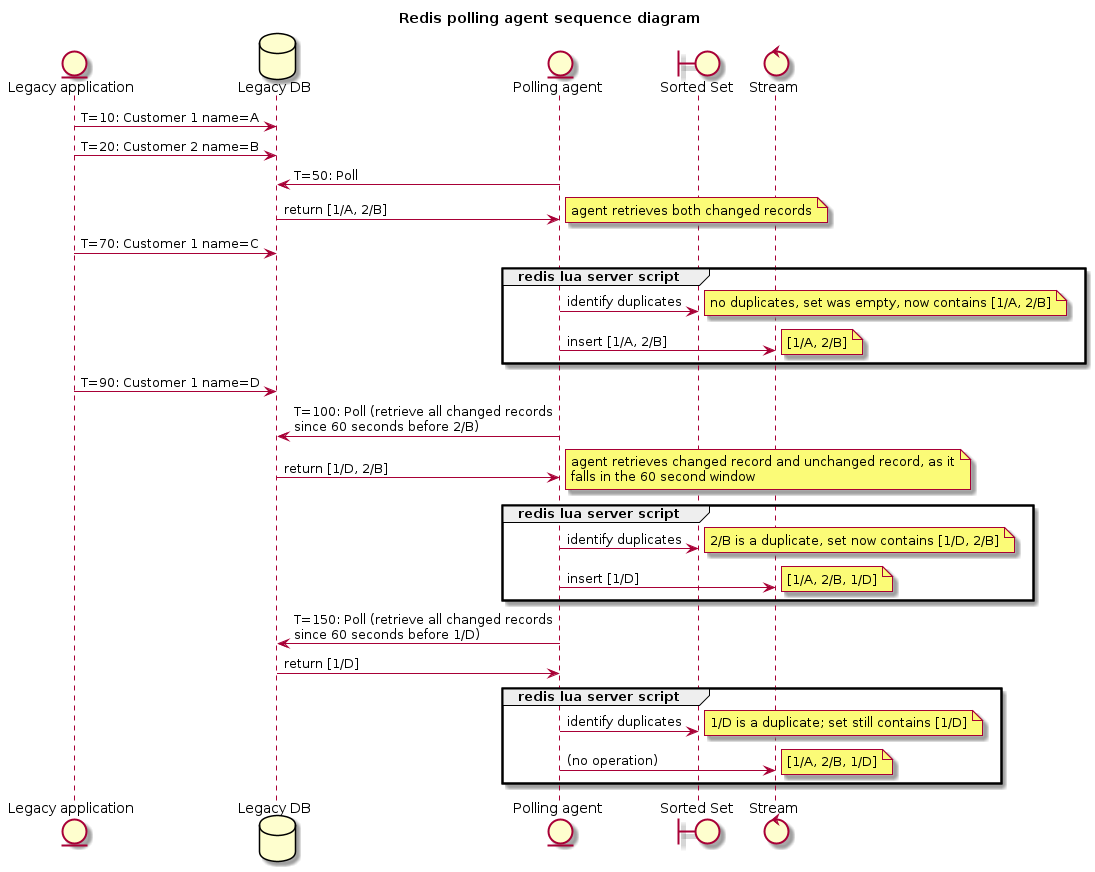 Redis polling agent sequence diagram
Legacy application
Legacy DB
Polling agent
Sorted Set
Stream
T=10: Customer 1 name=A
T=20: Customer 2 name=B
T=50: Poll
return [1/A, 2/B]
agent retrieves both changed records
T=70: Customer 1 name=C
redis lua server script
identify duplicates
no duplicates, set was empty, now contains [1/A, 2/B]
insert [1/A, 2/B]
[1/A, 2/B]
T=90: Customer 1 name=D
T=100: Poll (retrieve all changed records
since 60 seconds before 2/B)
return [1/D, 2/B]
agent retrieves changed record and unchanged record, as it
falls in the 60 second window
redis lua server script
identify duplicates
2/B is a duplicate, set now contains [1/D, 2/B]
insert [1/D]
[1/A, 2/B, 1/D]
T=150: Poll (retrieve all changed records
since 60 seconds before 1/D)
return [1/D]
redis lua server script
identify duplicates
1/D is a duplicate; set still contains [1/D]
(no operation)
[1/A, 2/B, 1/D]
Legacy application
Legacy DB
Polling agent
Sorted Set
Stream